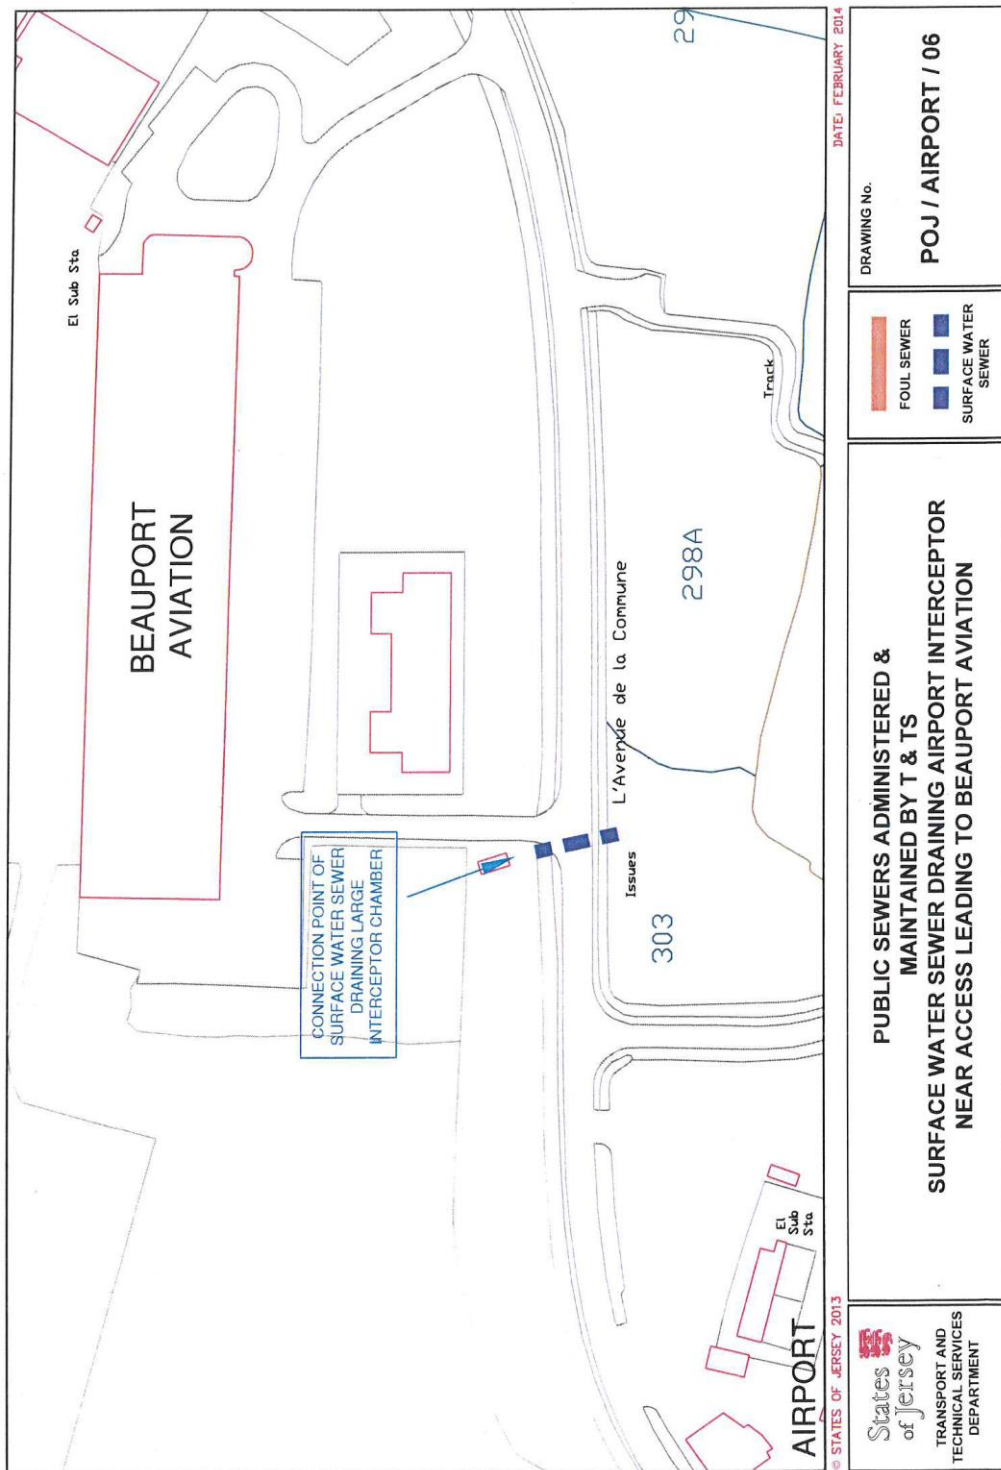 El Sub Sta
BEAUPORT
AVIATION
29
CONNECTION POINT OF
SURFACE WATER SEWER
DRAINING LARGE
INTERCEPTOR CHAMBER
L'Avenue de la Commune
298A
Track
Issues
303
El
Sub
Sta
AIRPORT
© STATES OF JERSEY 2013
DATE: FEBRUARY 2014
States
of Jersey
TRANSPORT AND
TECHNICAL SERVICES
DEPARTMENT
PUBLIC SEWERS ADMINISTERED &
MAINTAINED BY T & TS
SURFACE WATER SEWER DRAINING AIRPORT INTERCEPTOR
NEAR ACCESS LEADING TO BEAUPORT AVIATION
FOUL SEWER
SURFACE WATER
SEWER
DRAWING No.
POJ / AIRPORT / 06